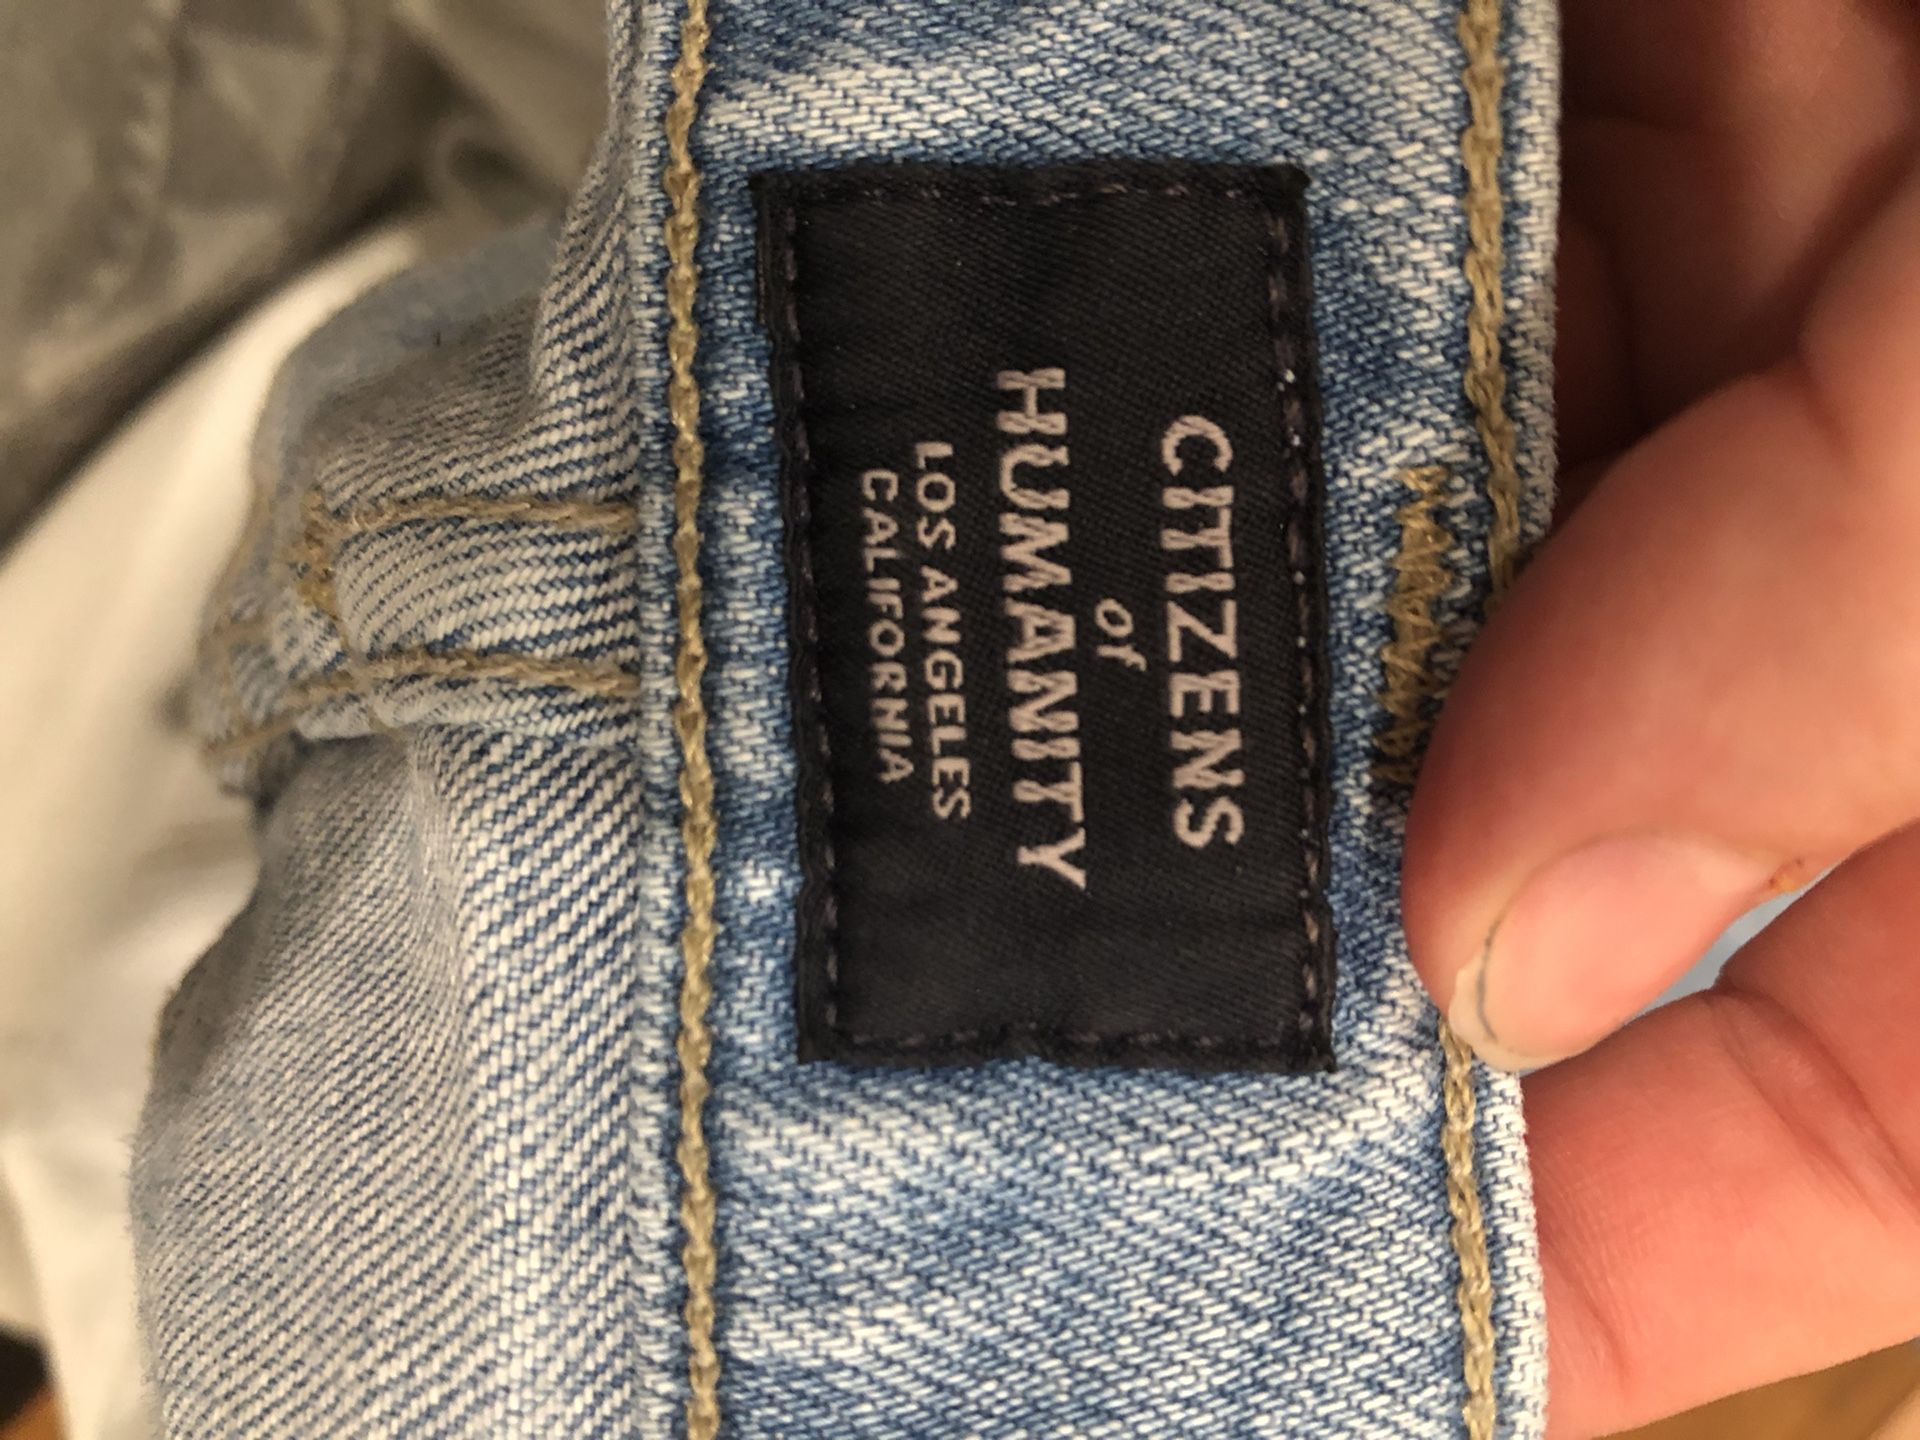 CITIZENS
of
HUMANITY
LOS ANGELES
CALIFORNIA